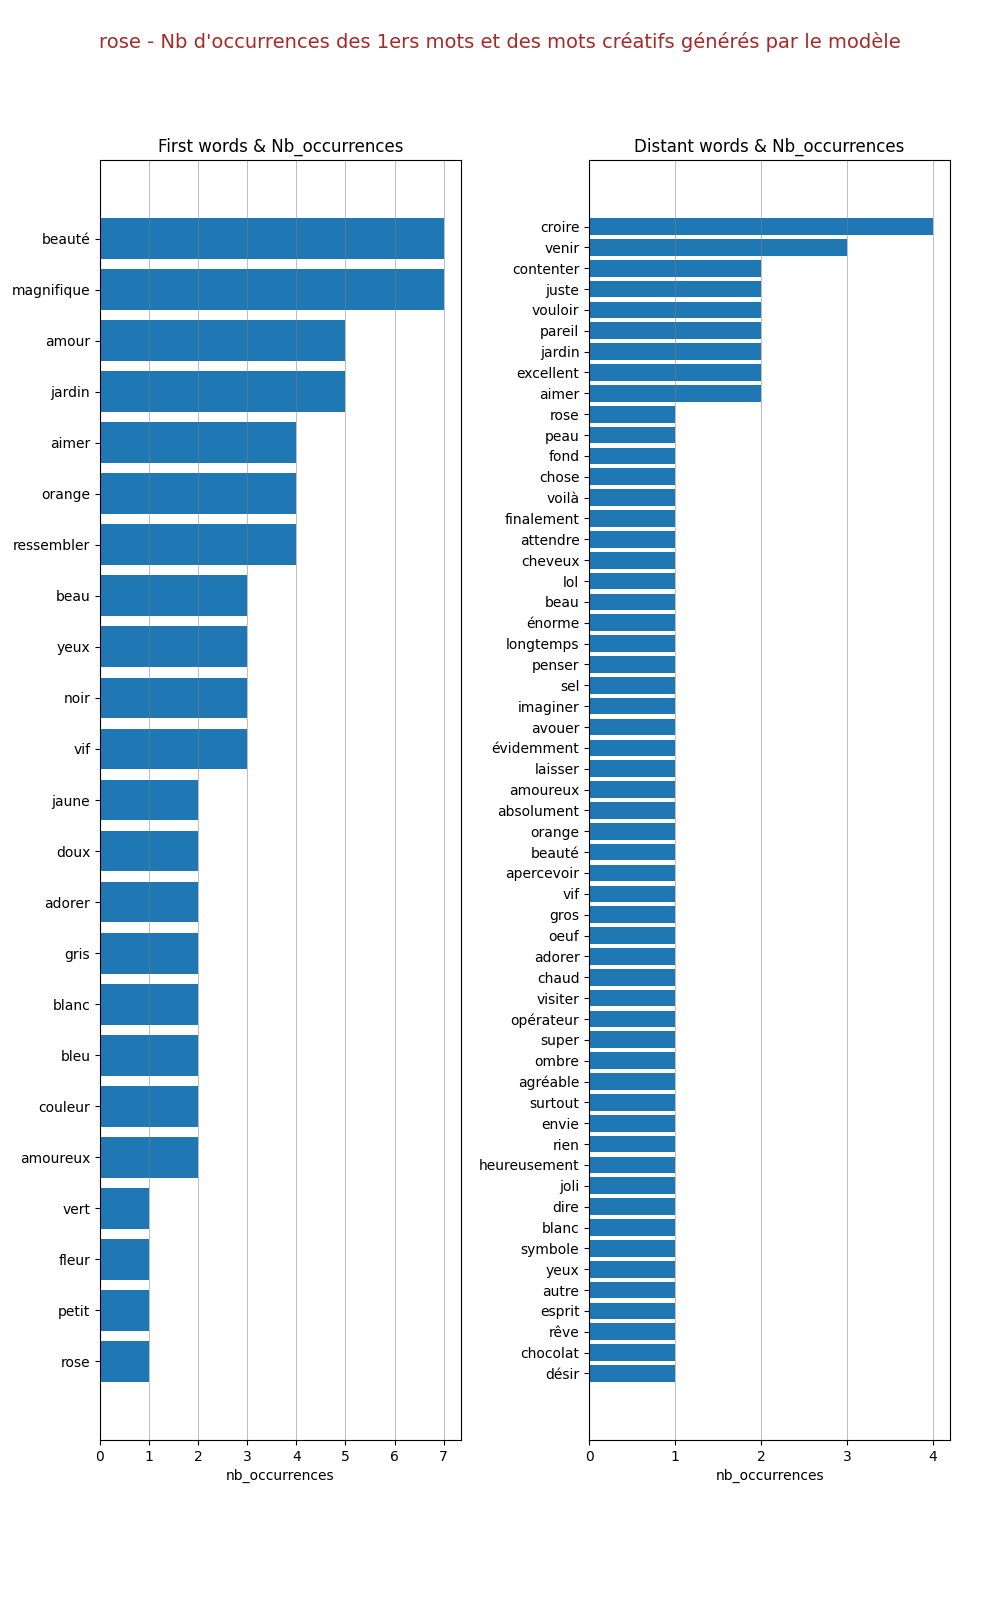 rose - Nb d'occurrences des 1ers mots et des mots créatifs générés par le modèle
First words & Nb_occurrences
beauté
magnifique
amour
jardin
aimer
orange
ressembler
beau
yeux
noir
vif
jaune
doux
adorer
gris
blanc
bleu
couleur
amoureux
vert
fleur
petit
rose
0 1 2 3 4 5 6 7
nb_occurrences
Distant words & Nb_occurrences
croire
venir
contenter
juste
vouloir
pareil
jardin
excellent
aimer
rose
peau
fond
chose
voilà
finalement
attendre
cheveux
lol
beau
énorme
longtemps
penser
sel
imaginer
avouer
évidemment
laisser
amoureux
absolument
orange
beauté
apercevoir
vif
gros
oeuf
adorer
chaud
visiter
opérateur
super
ombre
agréable
surtout
envie
rien
heureusement
joli
dire
blanc
symbole
yeux
autre
esprit
rêve
chocolat
désir
0 1 2 3 4
nb_occurrences